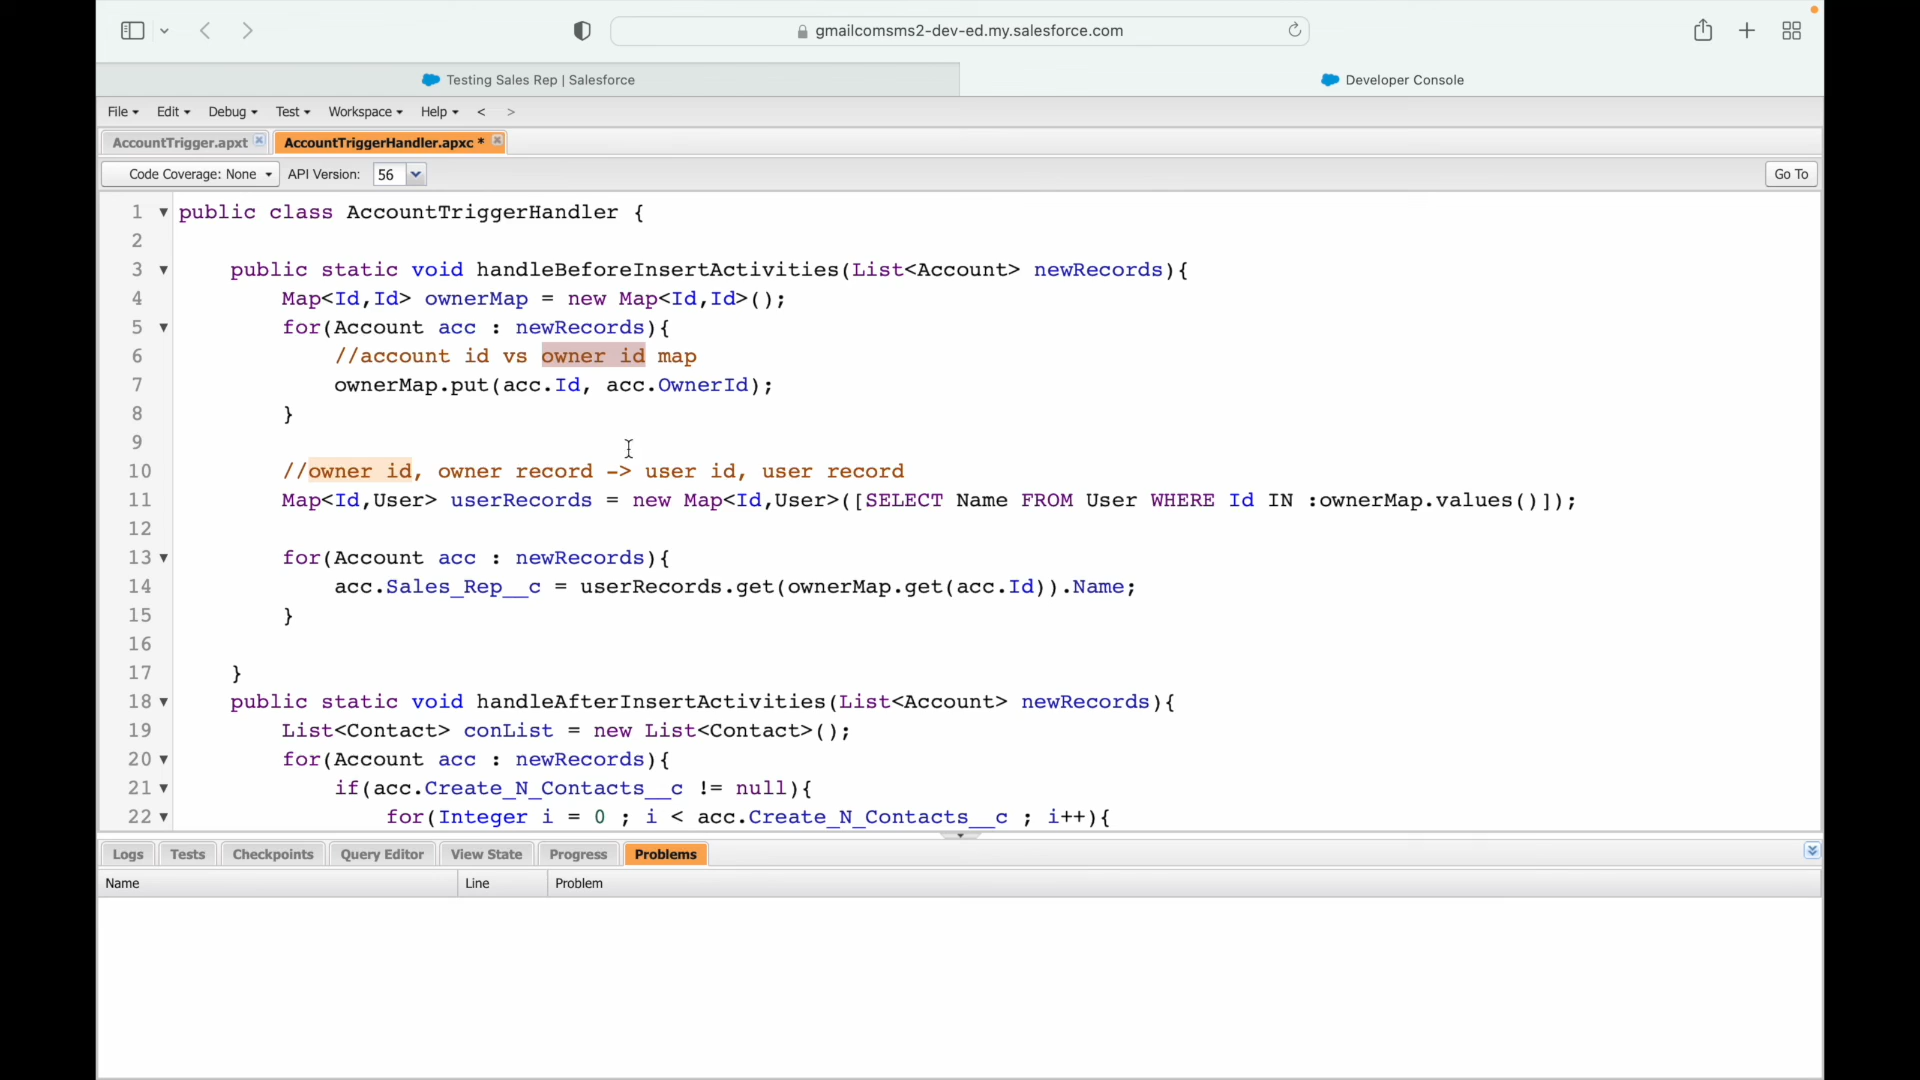 gmailcomsms2-dev-ed.my.salesforce.com
Testing Sales Rep | Salesforce
Developer Console
File Edit Debug Test Workspace Help < >
AccountTrigger.apxt
AccountTriggerHandler.apxc *
Code Coverage: None API Version: 56 Go To
1 public class AccountTriggerHandler {
2
3 public static void handleBeforeInsertActivities(List<Account> newRecords){
4 Map<Id,Id> ownerMap = new Map<Id,Id>();
5 for(Account acc : newRecords){
6 //account id vs owner id map
7 ownerMap.put(acc.Id, acc.OwnerId);
8 }
9
10 //owner id, owner record -> user id, user record
11 Map<Id,User> userRecords = new Map<Id,User>([SELECT Name FROM User WHERE Id IN :ownerMap.values()]);
12
13 for(Account acc : newRecords){
14 acc.Sales_Rep__c = userRecords.get(ownerMap.get(acc.Id)).Name;
15 }
16
17 }
18 public static void handleAfterInsertActivities(List<Account> newRecords){
19 List<Contact> conList = new List<Contact>();
20 for(Account acc : newRecords){
21 if(acc.Create_N_Contacts__c != null){
22 for(Integer i = 0 ; i < acc.Create_N_Contacts__c ; i++){
Logs Tests Checkpoints Query Editor View State Progress Problems
Name Line Problem